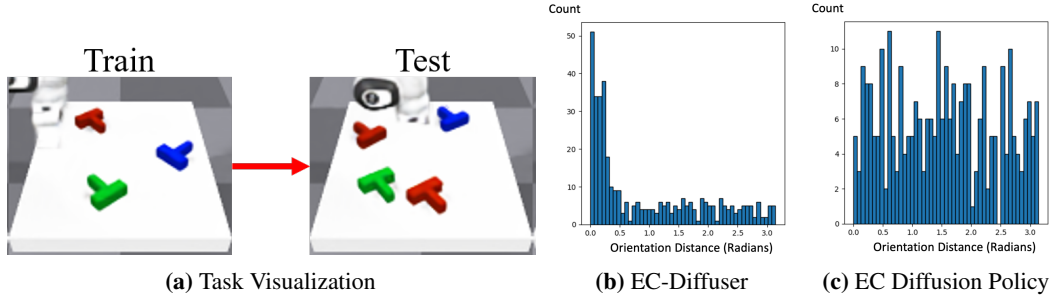 Train
Test
(a) Task Visualization
Count
50
40
30
20
10
0
0.0 0.5 1.0 1.5 2.0 2.5 3.0
Orientation Distance (Radians)
(b) EC-Diffuser
Count
10
8
6
4
2
0
0.0 0.5 1.0 1.5 2.0 2.5 3.0
Orientation Distance (Radians)
(c) EC Diffusion Policy